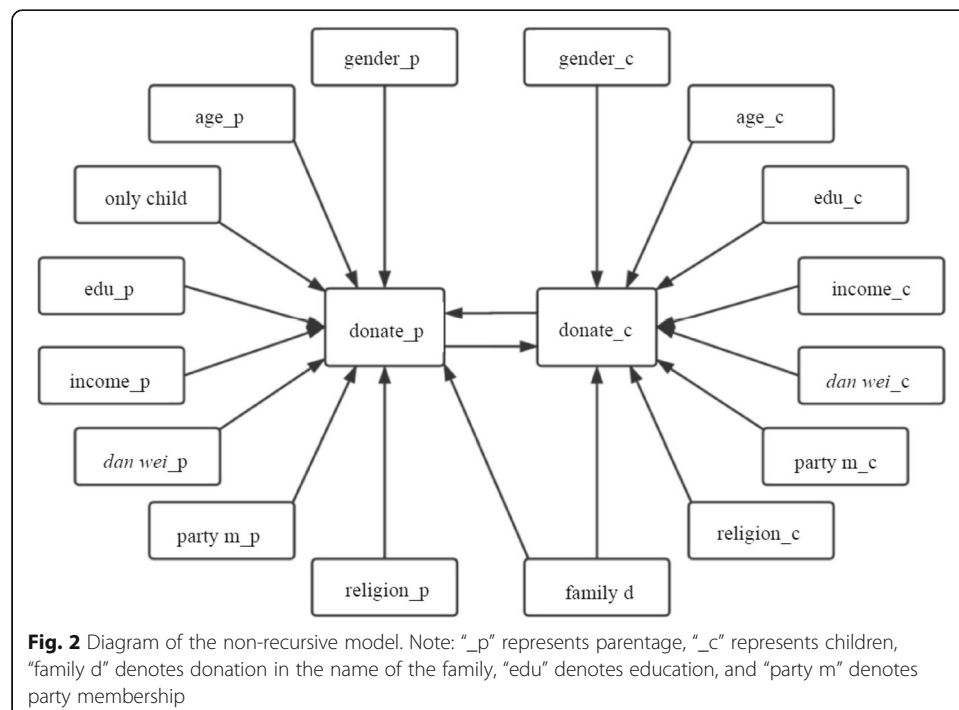 gender_p
gender_c
age_p
age_c
only child
edu_c
edu_p
income_c
donate_p
donate_c
income_p
dan wei_c
dan wei_p
party m_c
party m_p
religion_c
religion_p
family d
Fig. 2 Diagram of the non-recursive model. Note: “_p” represents parentage, “_c” represents children,
“family d” denotes donation in the name of the family, “edu” denotes education, and “party m” denotes
party membership